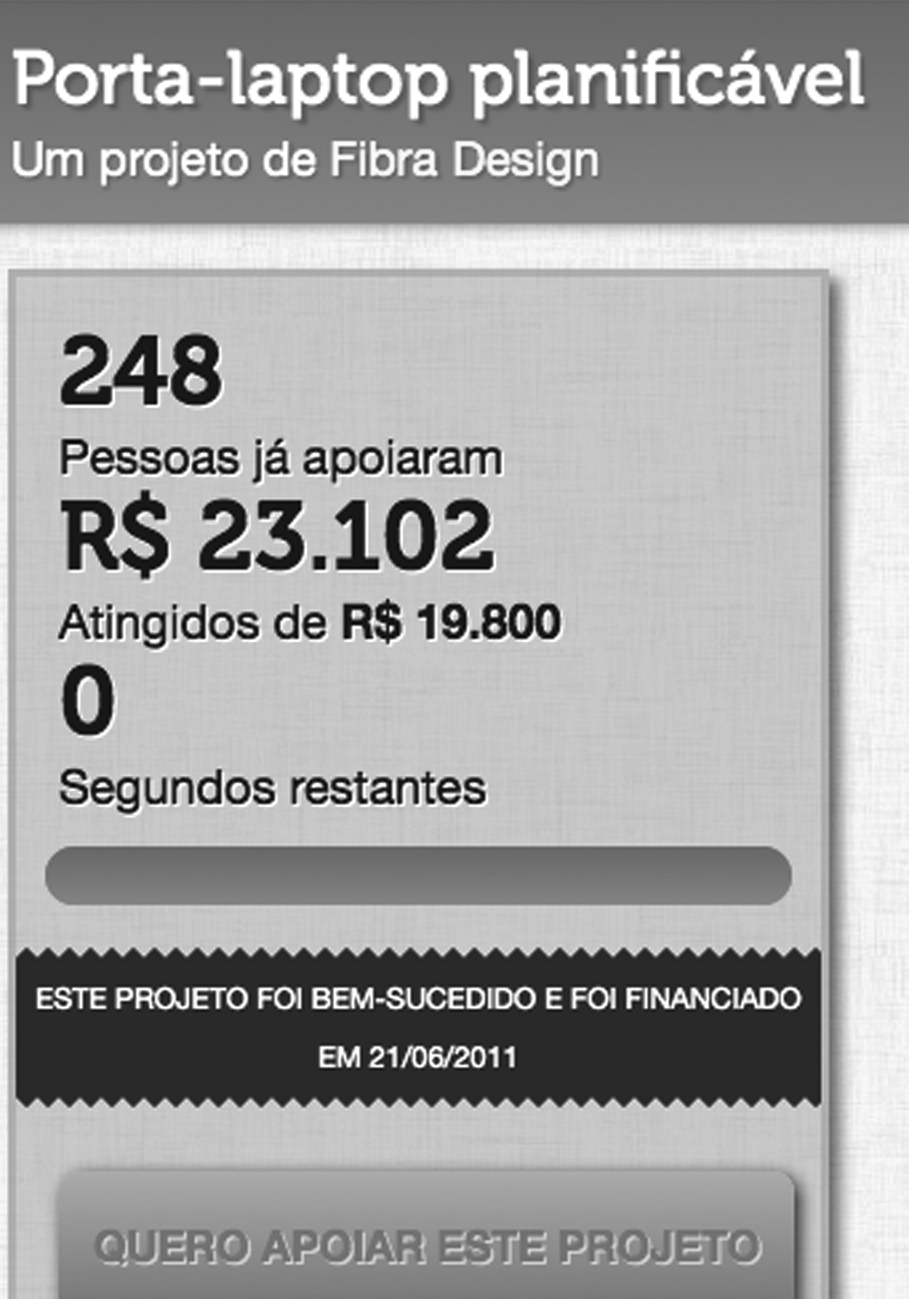 Porta-laptop planificável
Um projeto de Fibra Design
248
Pessoas já apoiaram
R$ 23.102
Atingidos de R$ 19.800
0
Segundos restantes
ESTE PROJETO FOI BEM-SUCEDIDO E FOI FINANCIADO
EM 21/06/2011
QUERO APOIAR ESTE PROJETO